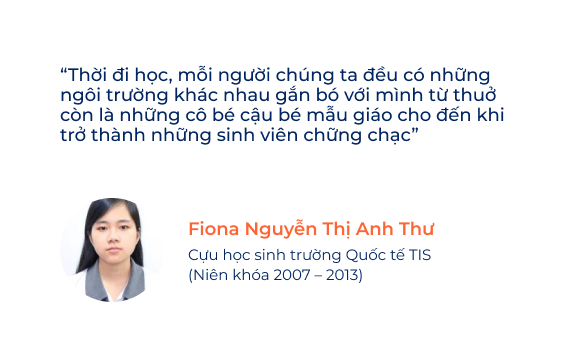 “Thời đi học, mỗi người chúng ta đều có những
ngôi trường khác nhau gắn bó với mình từ thuở
còn là những cô bé cậu bé mẫu giáo cho đến khi
trở thành những sinh viên chững chạc”
Fiona Nguyễn Thị Anh Thư
Cựu học sinh trường Quốc tế TIS
(Niên khóa 2007 – 2013)